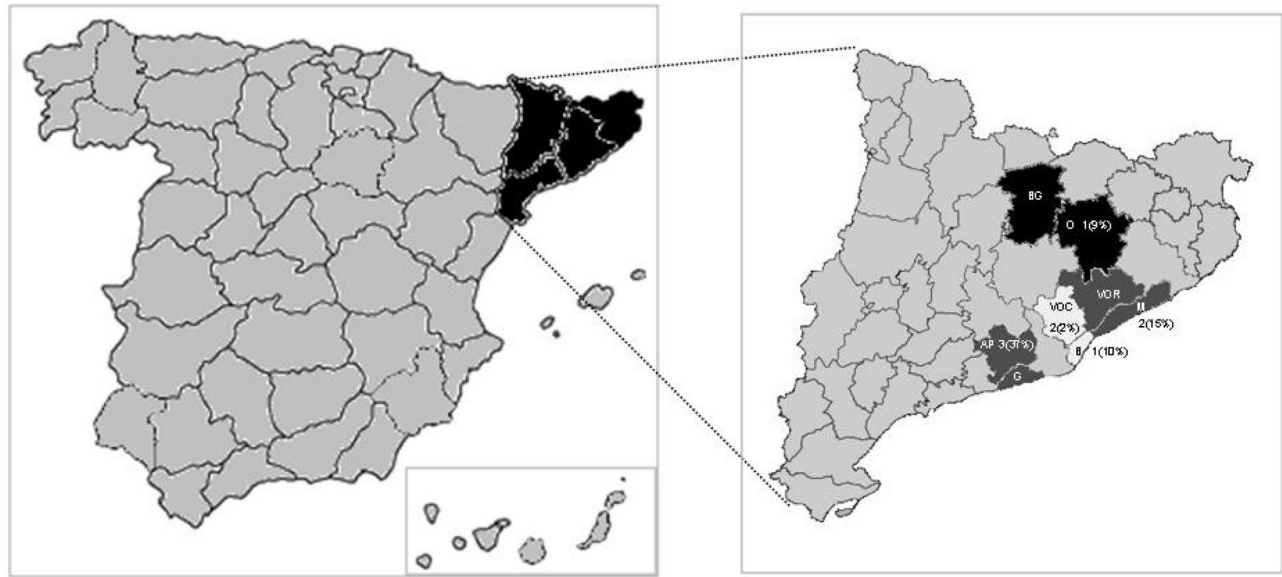 BG
O 1(9%)
VOR
M
2(15%)
VOC
2(2%)
B 1(10%)
AP 3(37%)
G